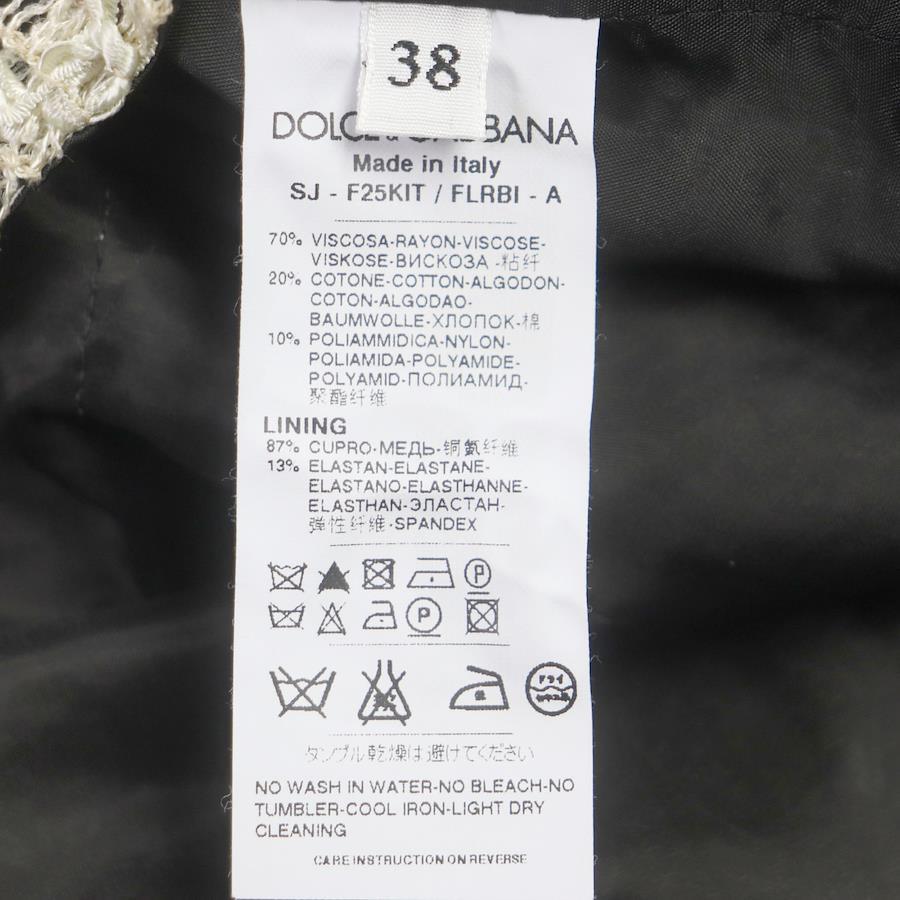 38
DOLCE & GABBANA
Made in Italy
SJ - F25KIT / FLRBI - A
70% VISCOSA-RAYON-VISCOSE-
VISKOSE-ВИСКОЗА -粘纤
20% COTONE-COTTON-ALGODON-
COTON-ALGODAO-
BAUMWOLLE-ХЛОПОК-棉
10% POLIAMMIDICA-NYLON-
POLIAMIDA-POLYAMIDE-
POLYAMID-ПОЛИАМИД-
聚酯纤维
LINING
87% CUPRO-МЕДЬ-铜氨纤维
13% ELASTAN-ELASTANE-
ELASTANO-ELASTHANNE-
ELASTHAN-ЭЛАСТАН-
弹性纤维-SPANDEX
P
P
ドライ
タンブル乾燥は避けてください
NO WASH IN WATER-NO BLEACH-NO
TUMBLER-COOL IRON-LIGHT DRY
CLEANING
CARE INSTRUCTION ON REVERSE